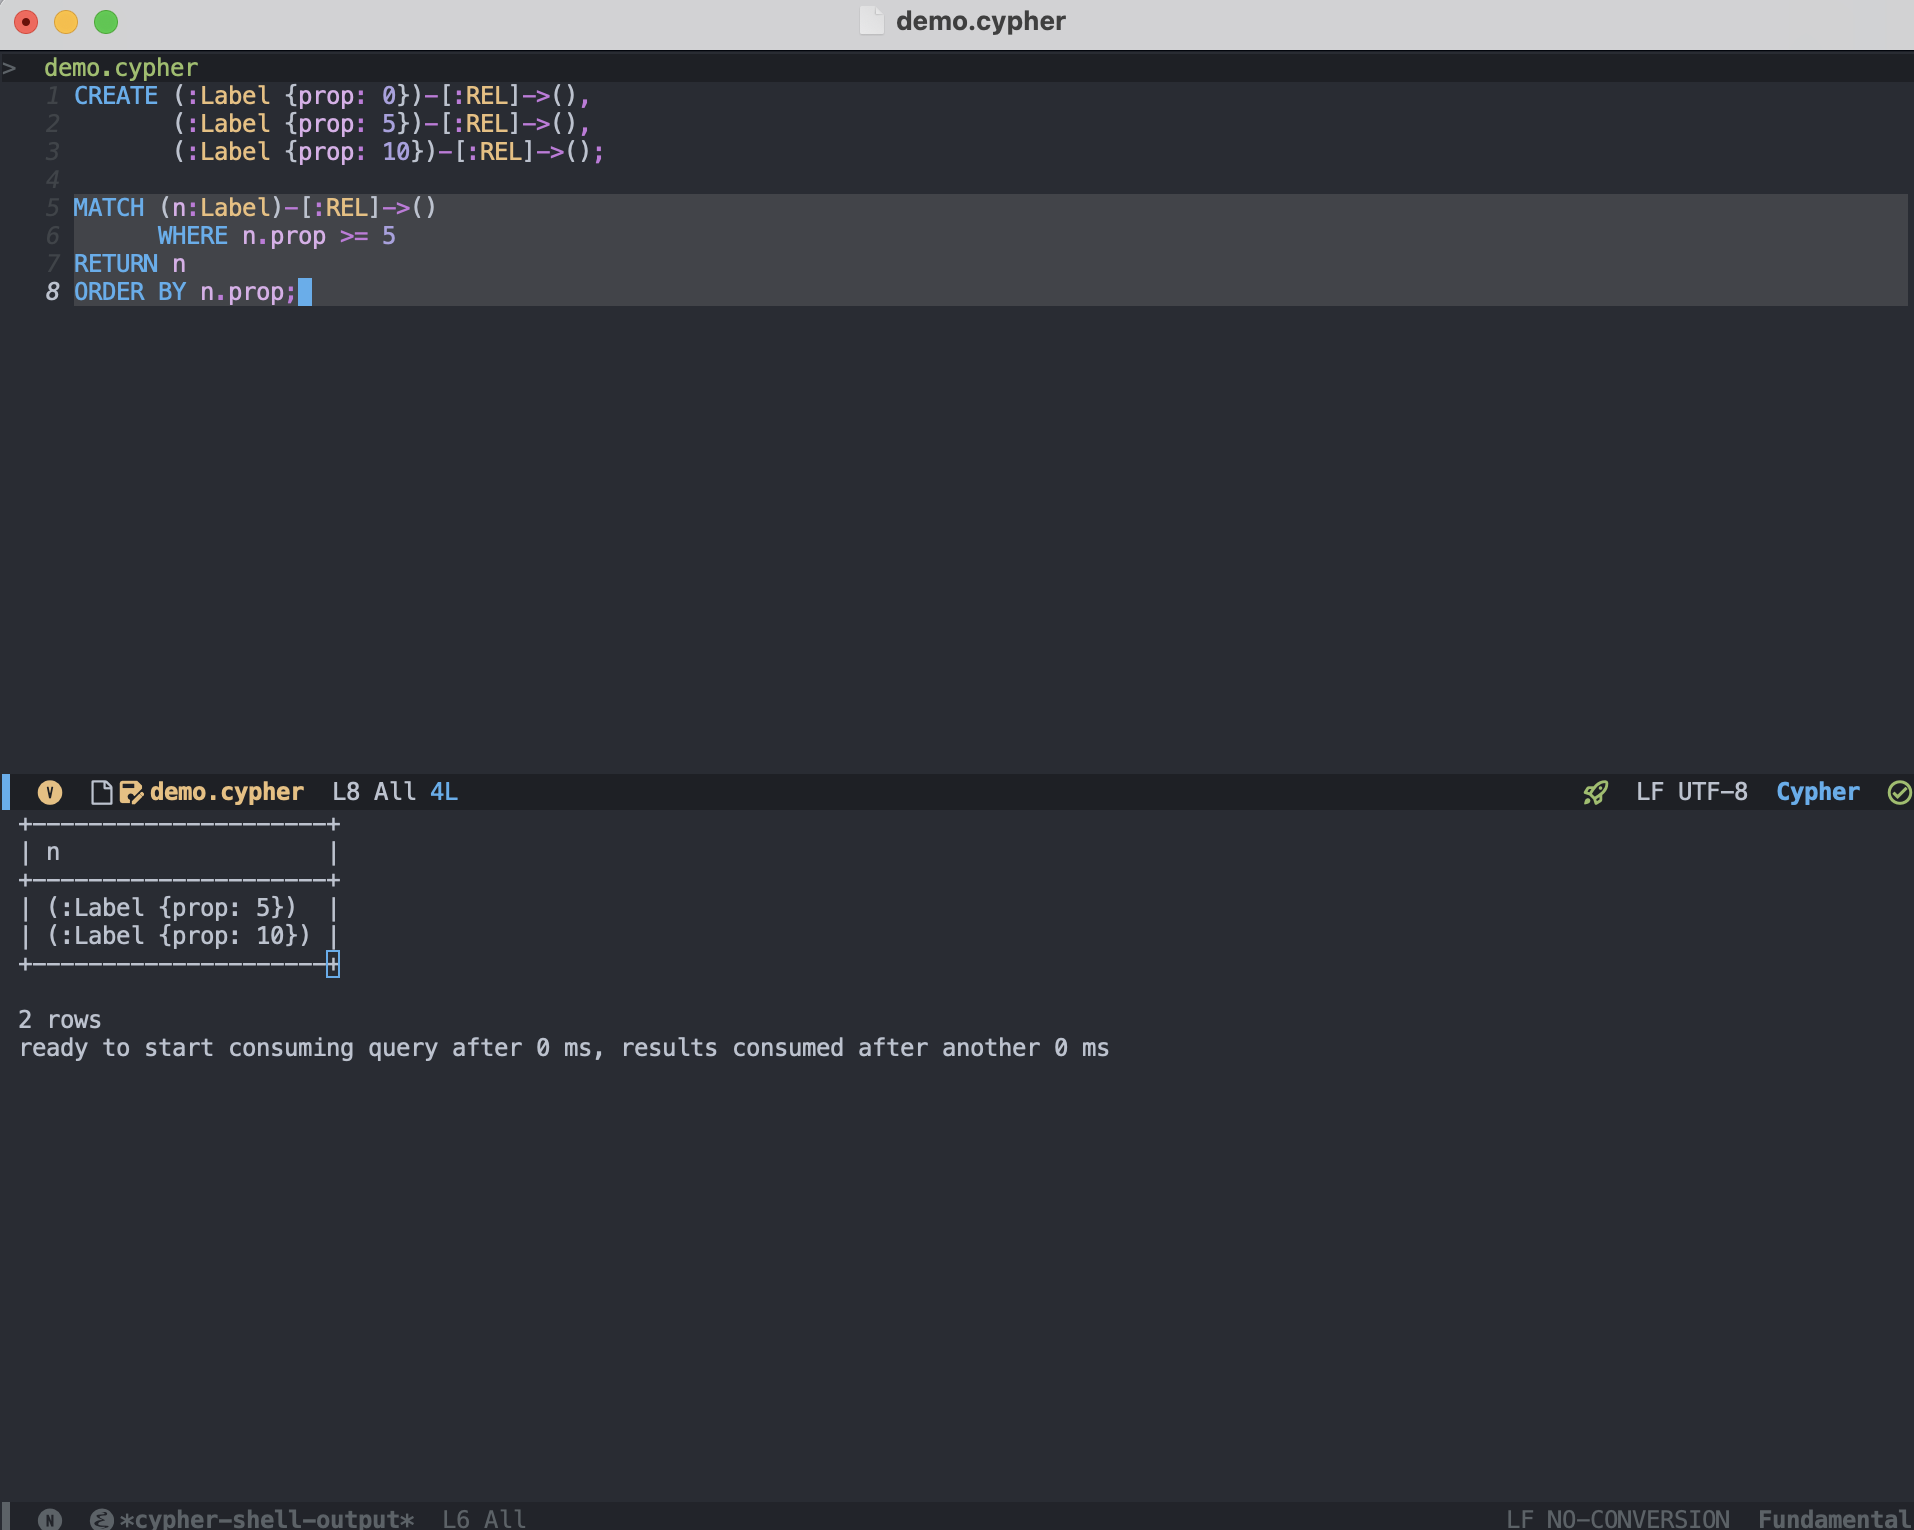 demo.cypher
> demo.cypher
1 CREATE (:Label {prop: 0})-[:REL]->(),
2        (:Label {prop: 5})-[:REL]->(),
3        (:Label {prop: 10})-[:REL]->();
4
5 MATCH (n:Label)-[:REL]->()
6       WHERE n.prop >= 5
7 RETURN n
8 ORDER BY n.prop;
V demo.cypher L8 All 4L LF UTF-8 Cypher
+---------------------+
| n                   |
+---------------------+
| (:Label {prop: 5})  |
| (:Label {prop: 10}) |
+---------------------+
2 rows
ready to start consuming query after 0 ms, results consumed after another 0 ms
N *cypher-shell-output* L6 All LF NO-CONVERSION Fundamental